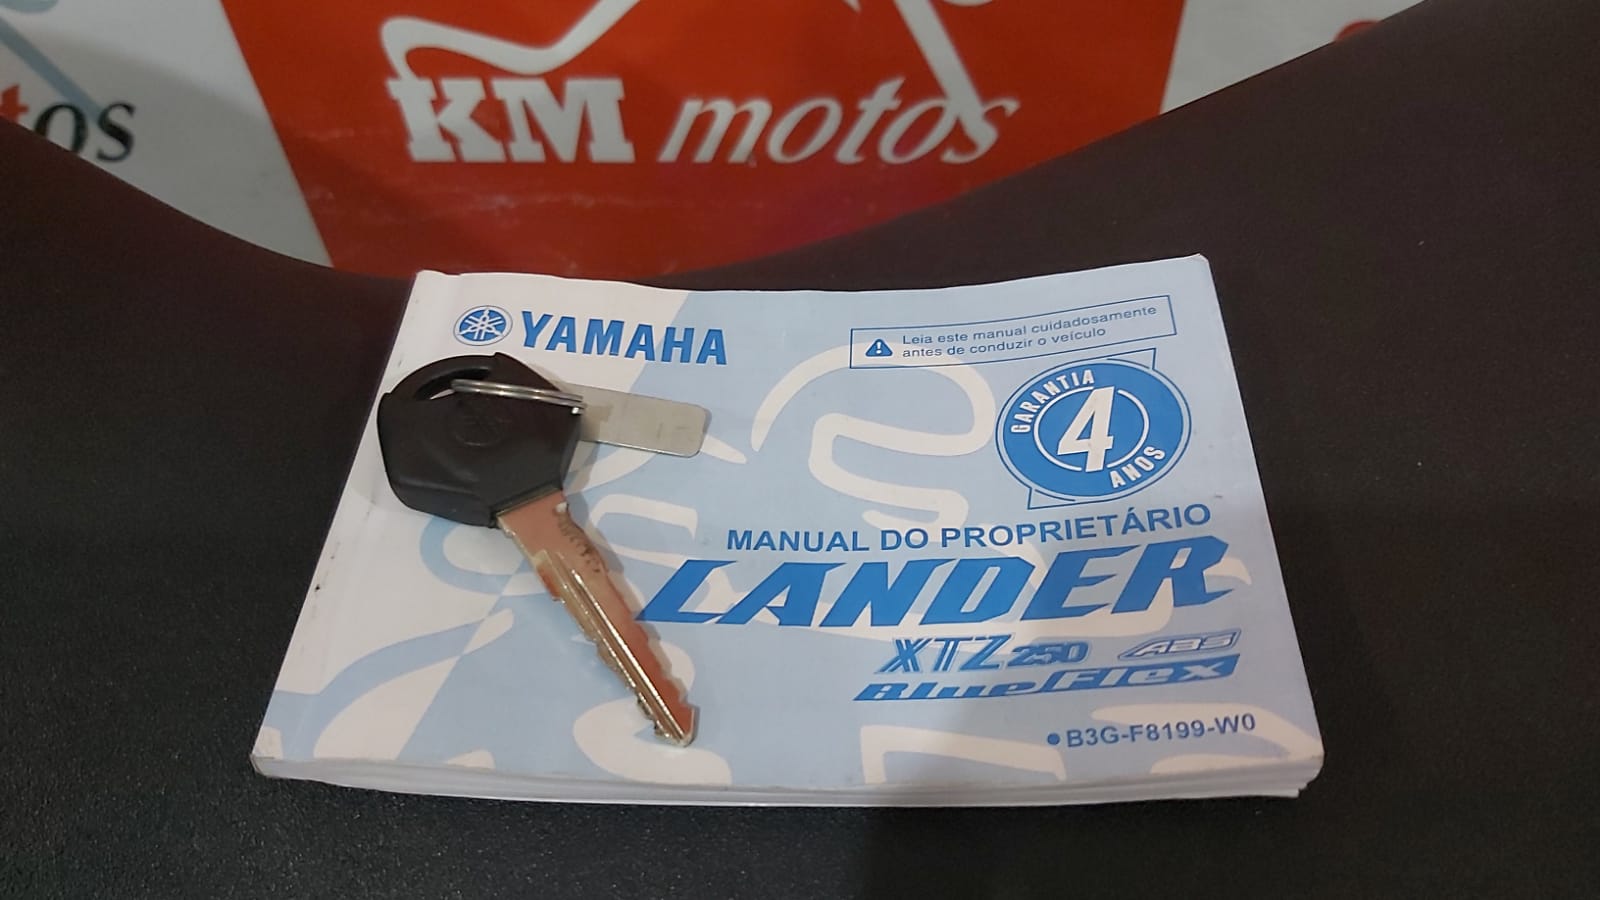 tos
KM motos
YAMAHA
Leia este manual cuidadosamente
antes de conduzir o veículo
GARANTIA
4
ANOS
MANUAL DO PROPRIETÁRIO
LANDER
XTZ250 ABS
BlueFlex
• B3G-F8199-W0